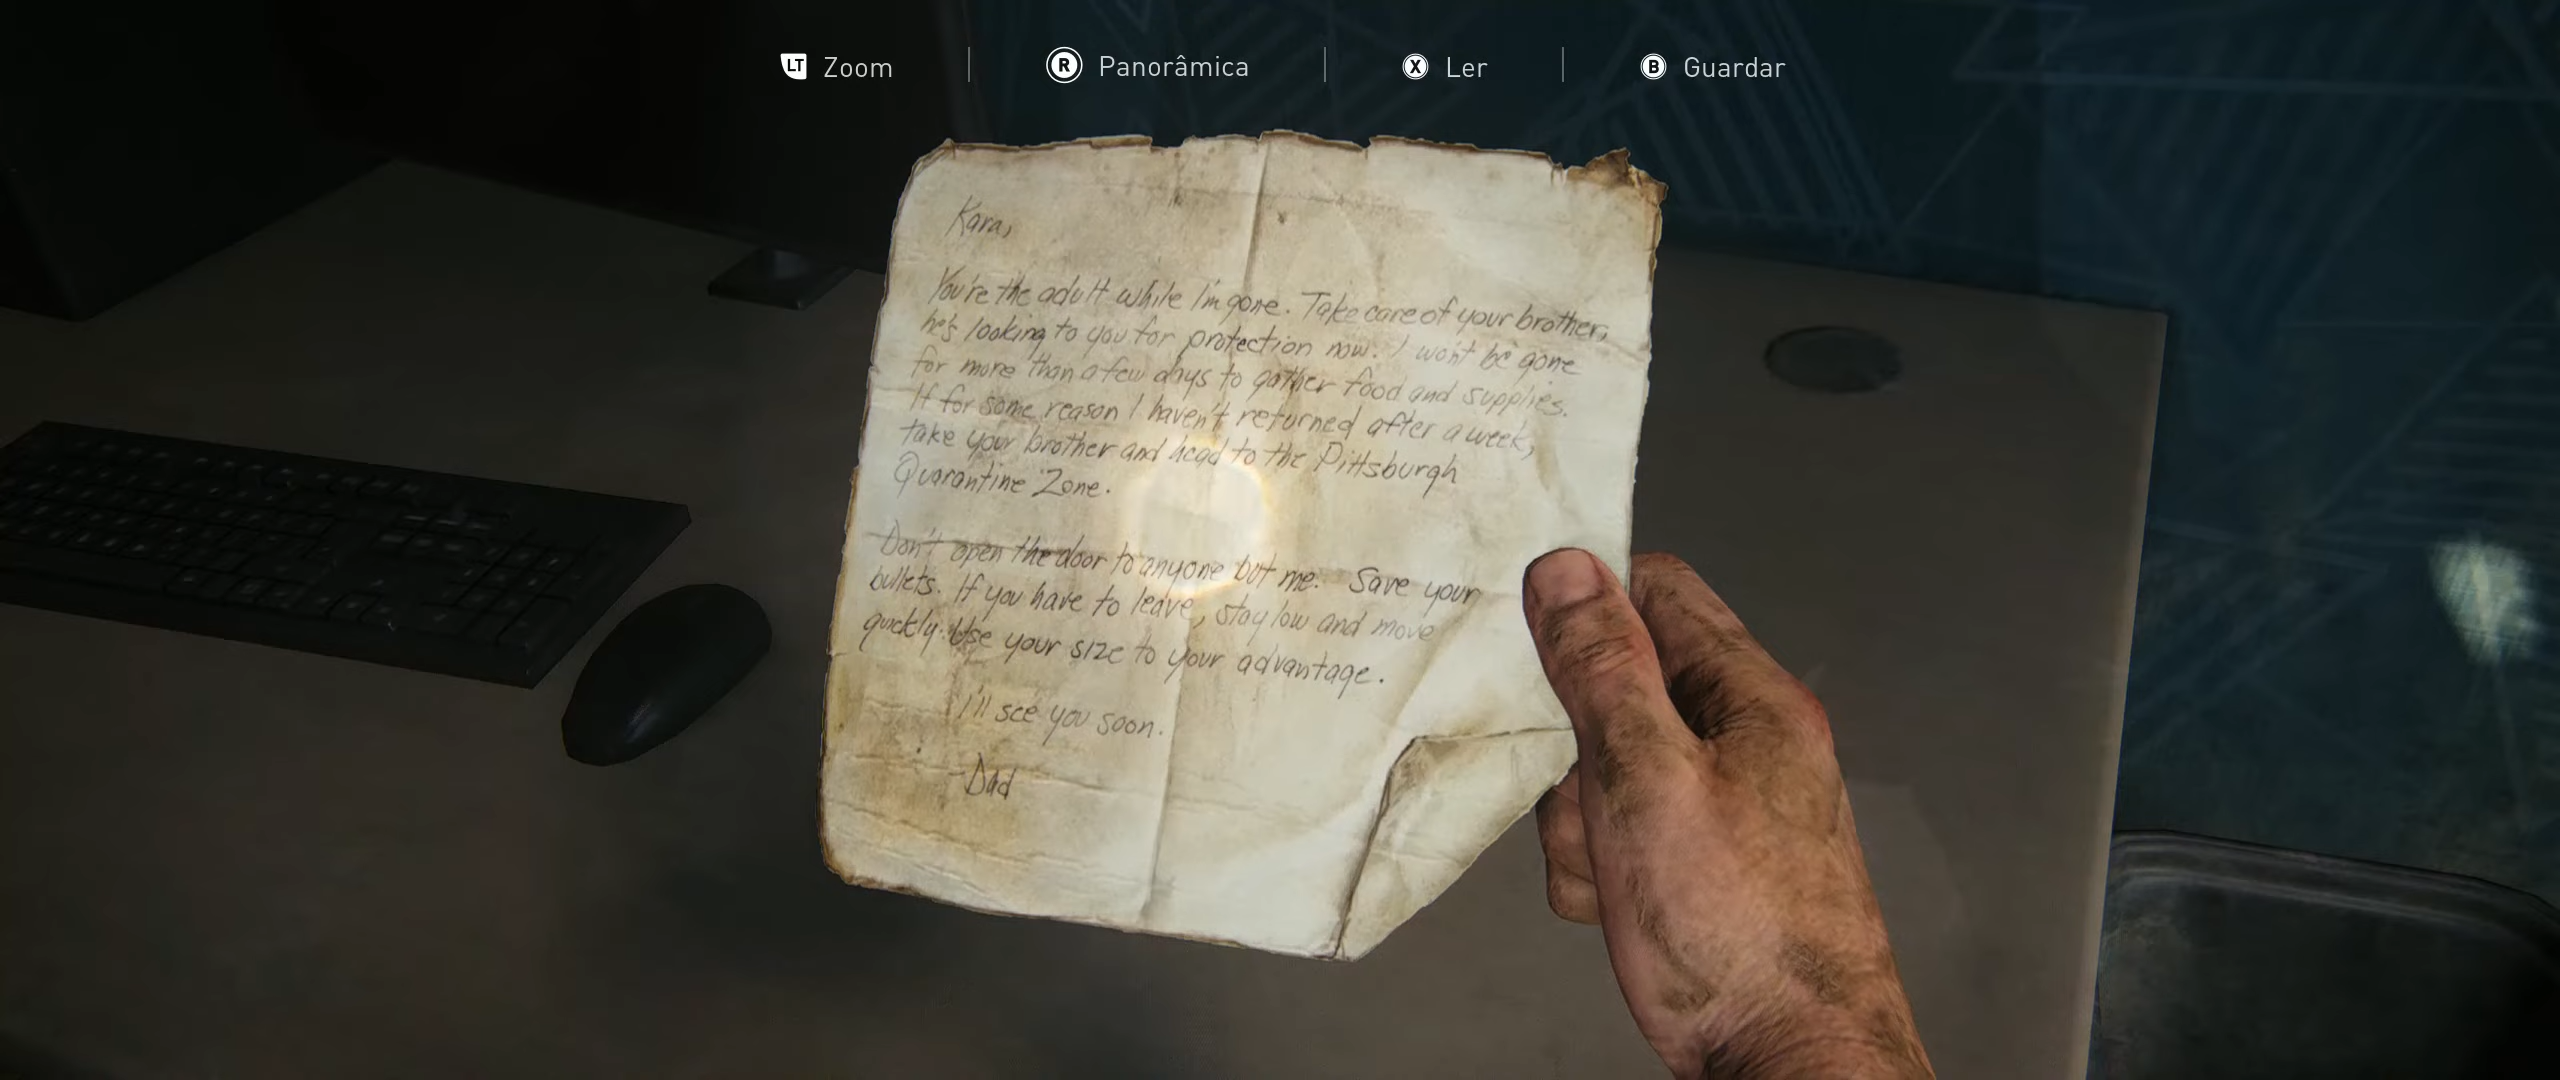 LT Zoom
R Panorâmica
X Ler
B Guardar
Kara,
You're the adult while I'm gone. Take care of your brother,
he's looking to you for protection now. I won't be gone
for more than a few days to gather food and supplies.
If for some reason I haven't returned after a week,
take your brother and head to the Pittsburgh
Quarantine Zone.
Don't open the door to anyone but me. Save your
bullets. If you have to leave, stay low and move
quickly. Use your size to your advantage.
I'll see you soon.
-Dad